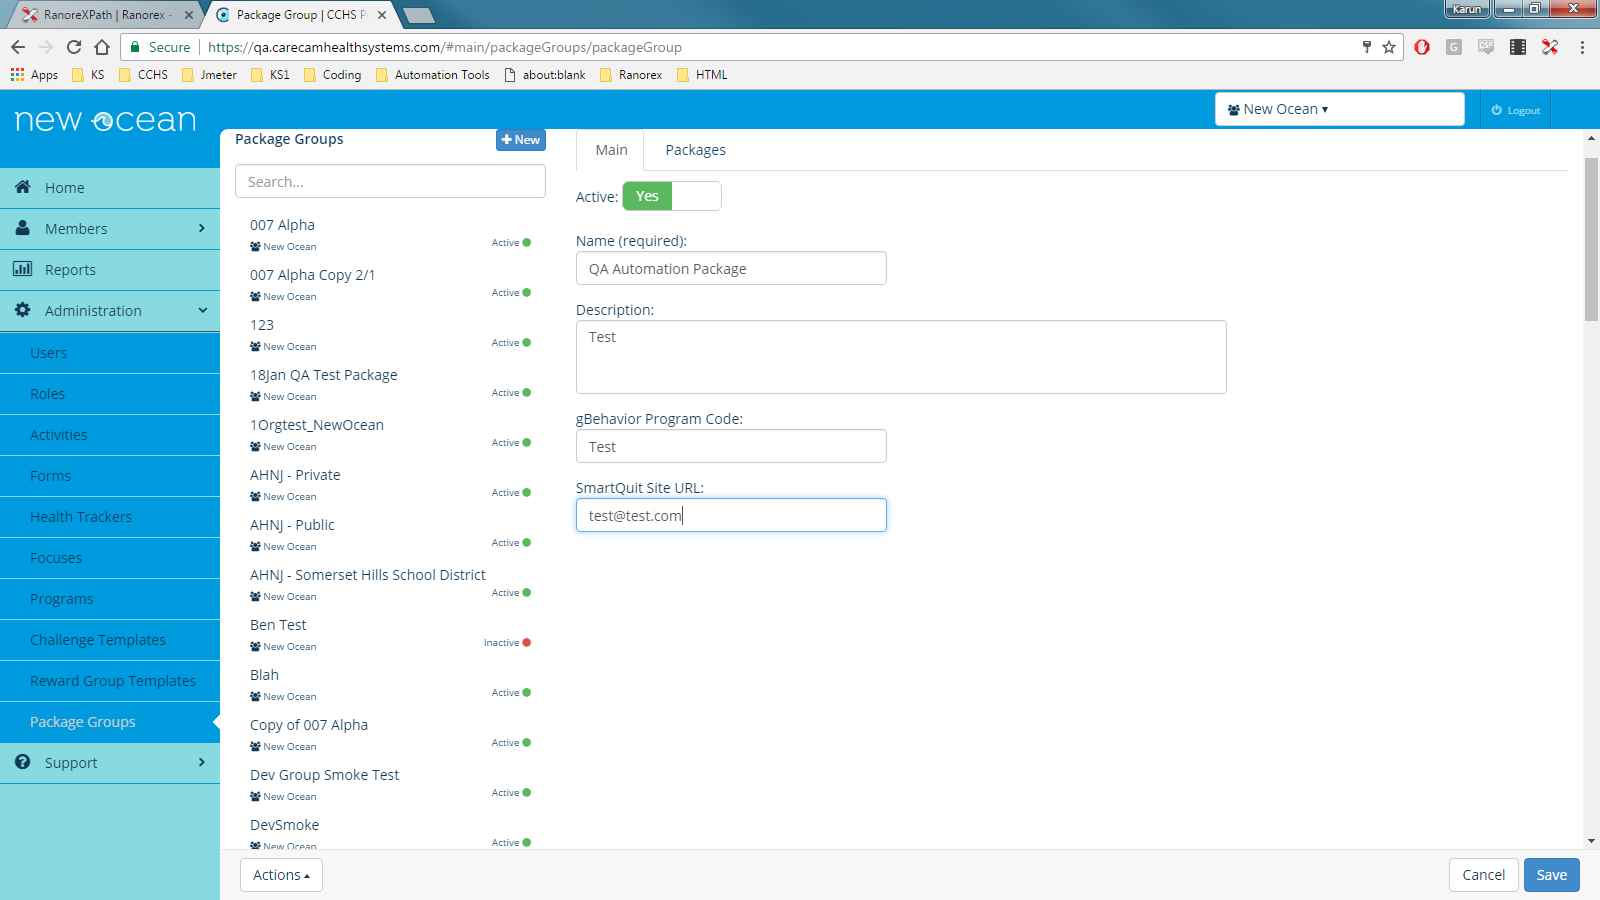 RanoreXPath | Ranorex -
Package Group | CCHS P
Karun
Secure
https://qa.carecamhealthsystems.com/#main/packageGroups/packageGroup
Apps
KS
CCHS
Jmeter
KS1
Coding
Automation Tools
about:blank
Ranorex
HTML
new ocean
New Ocean
Logout
Home
Members
Reports
Administration
Users
Roles
Activities
Forms
Health Trackers
Focuses
Programs
Challenge Templates
Reward Group Templates
Package Groups
Support
Package Groups
+ New
Search...
007 Alpha
New Ocean
Active
007 Alpha Copy 2/1
New Ocean
Active
123
New Ocean
Active
18Jan QA Test Package
New Ocean
Active
1Orgtest_NewOcean
New Ocean
Active
AHNJ - Private
New Ocean
Active
AHNJ - Public
New Ocean
Active
AHNJ - Somerset Hills School District
New Ocean
Active
Ben Test
New Ocean
Inactive
Blah
New Ocean
Active
Copy of 007 Alpha
New Ocean
Active
Dev Group Smoke Test
New Ocean
Active
DevSmoke
New Ocean
Active
Main
Packages
Active: Yes
Name (required):
QA Automation Package
Description:
Test
gBehavior Program Code:
Test
SmartQuit Site URL:
test@test.com
Actions
Cancel
Save